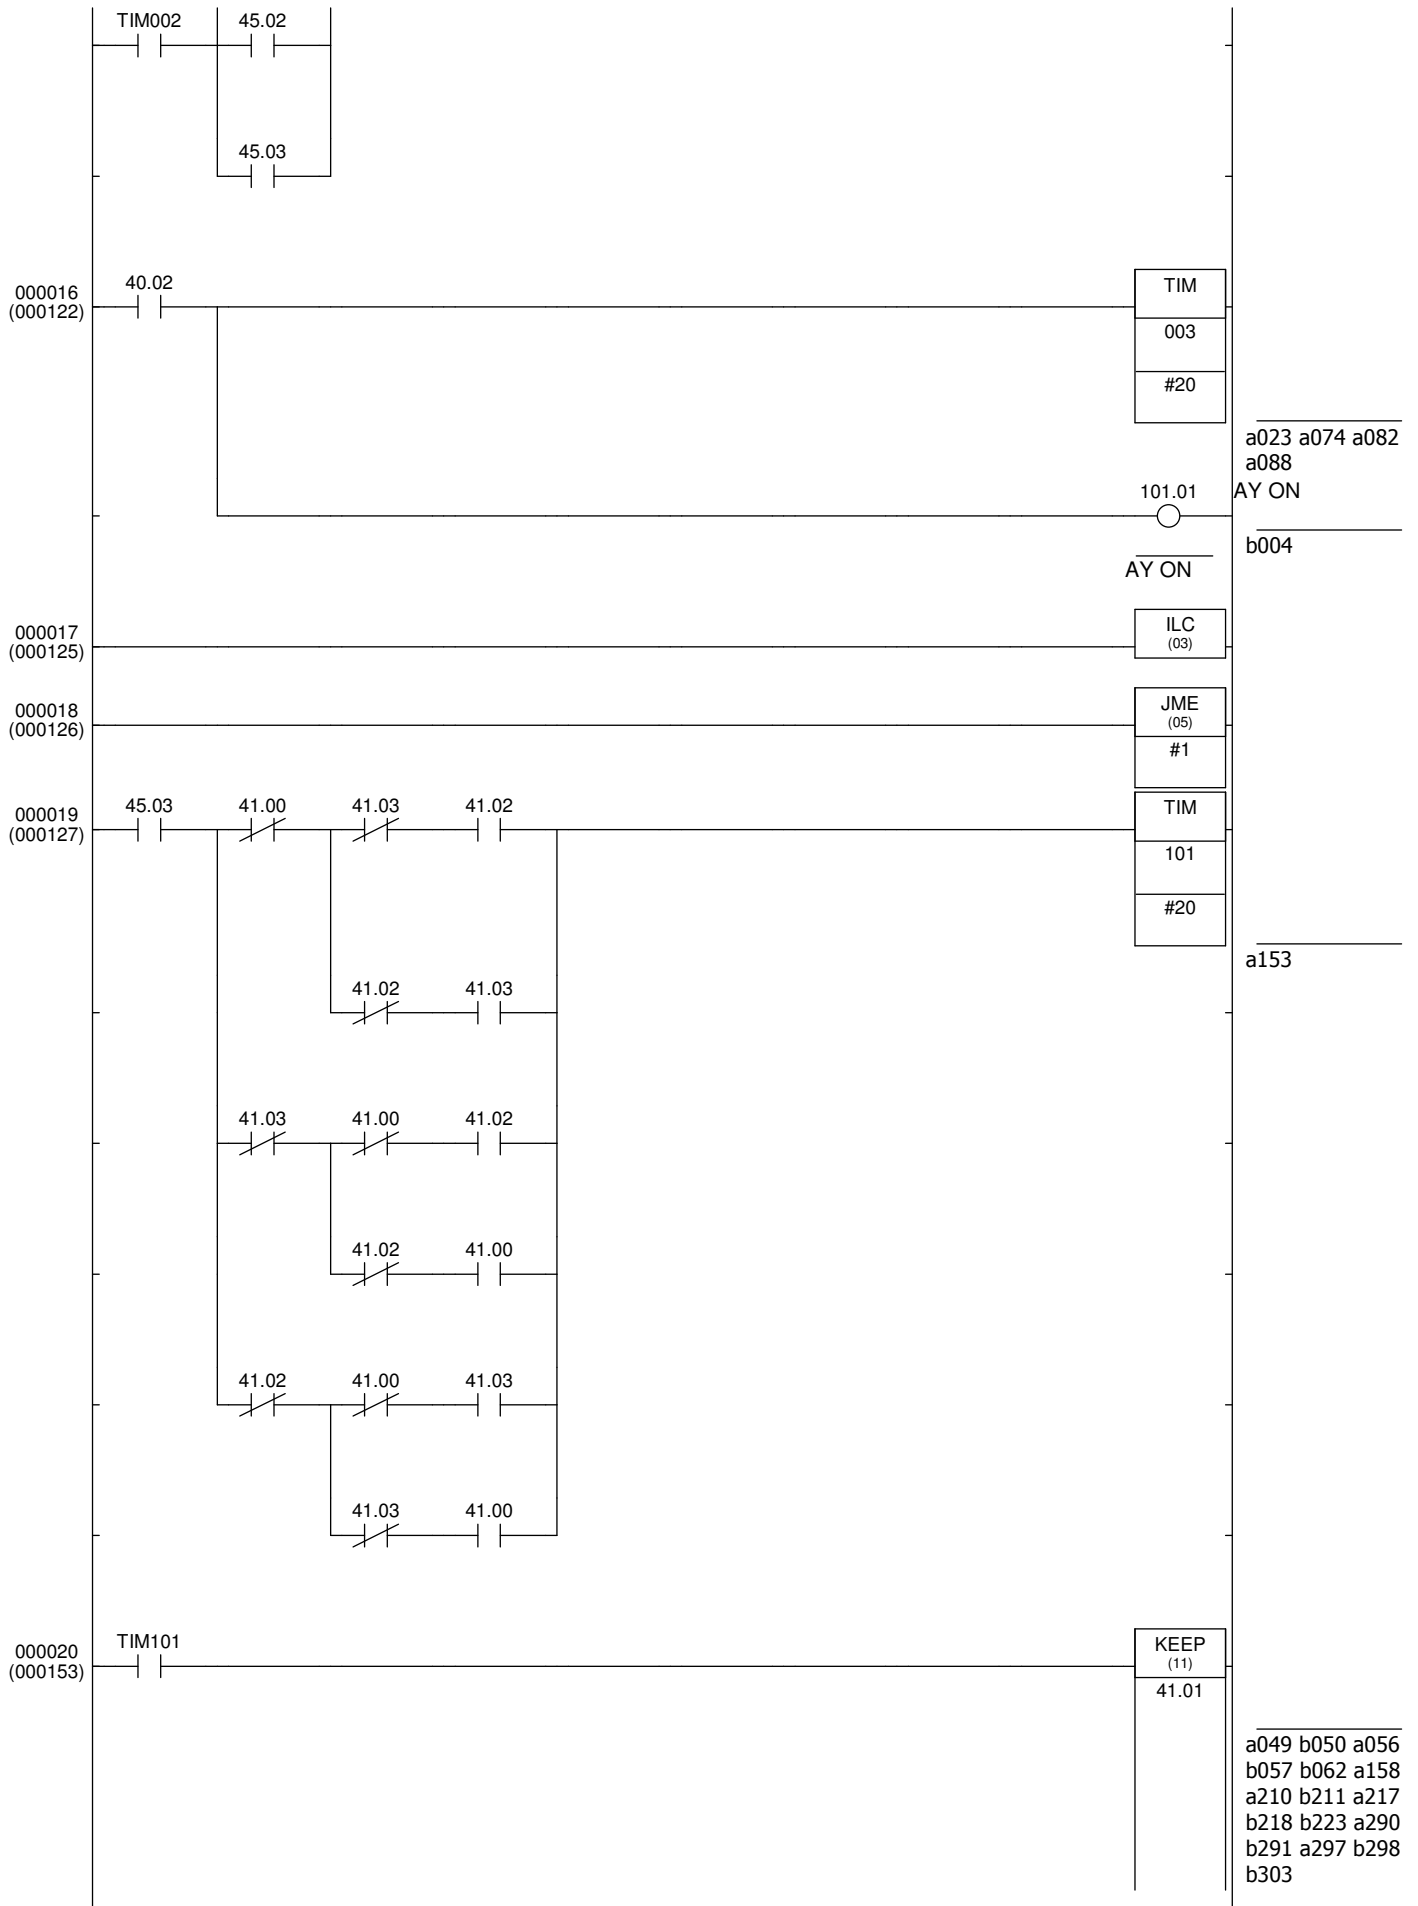 TIM002 45.02
45.03
000016
(000122)
40.02
TIM
003
#20
a023 a074 a082
a088
101.01
AY ON
b004
AY ON
000017
(000125)
ILC
(03)
000018
(000126)
JME
(05)
#1
000019
(000127)
45.03 41.00 41.03 41.02
TIM
101
#20
a153
41.02 41.03
41.03 41.00 41.02
41.02 41.00
41.02 41.00 41.03
41.03 41.00
000020
(000153)
TIM101
KEEP
(11)
41.01
a049 b050 a056
b057 b062 a158
a210 b211 a217
b218 b223 a290
b291 a297 b298
b303